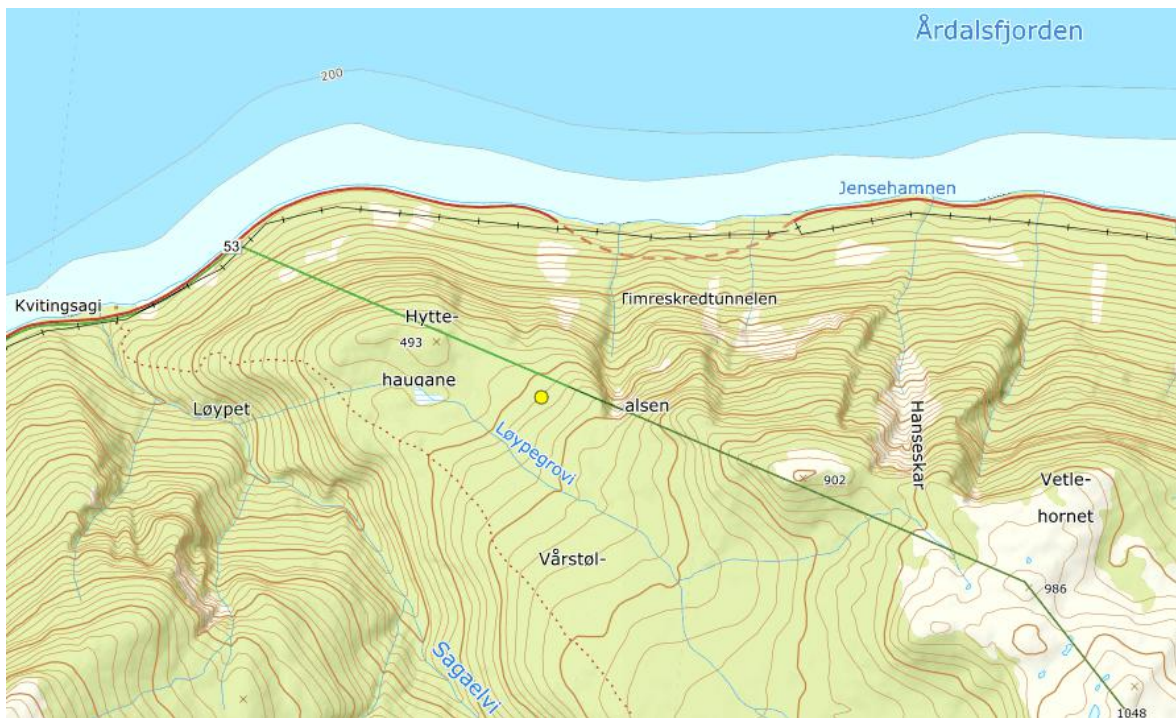 Årdalsfjorden
200
Jensehamnen
53
Kvitingsagi
Timreskredtunnelen
Hytte-
493
haugane
Løypet
alsen
Løypegrovi
Hanseskar
902
Vetle-
hornet
Vårstøl-
986
Sagaelvi
1048